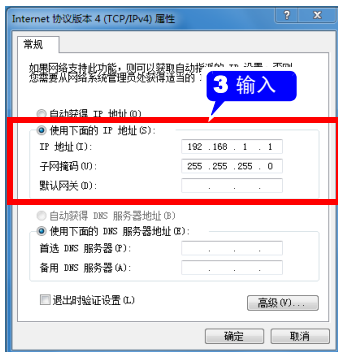 Internet 协议版本 4 (TCP/IPv4) 属性
常规
如果网络支持此功能，则可以获取自动指派的 IP 设置。否则
您需要从网络系统管理员处获得适当的
3 输入
自动获得 IP 地址(O)
使用下面的 IP 地址(S):
IP 地址(I): 192 .168 . 1 . 1
子网掩码(U): 255 .255 .255 . 0
默认网关(D): . . .
自动获得 DNS 服务器地址(B)
使用下面的 DNS 服务器地址(E):
首选 DNS 服务器(P): . . .
备用 DNS 服务器(A): . . .
退出时验证设置(L)
高级(V)...
确定 取消